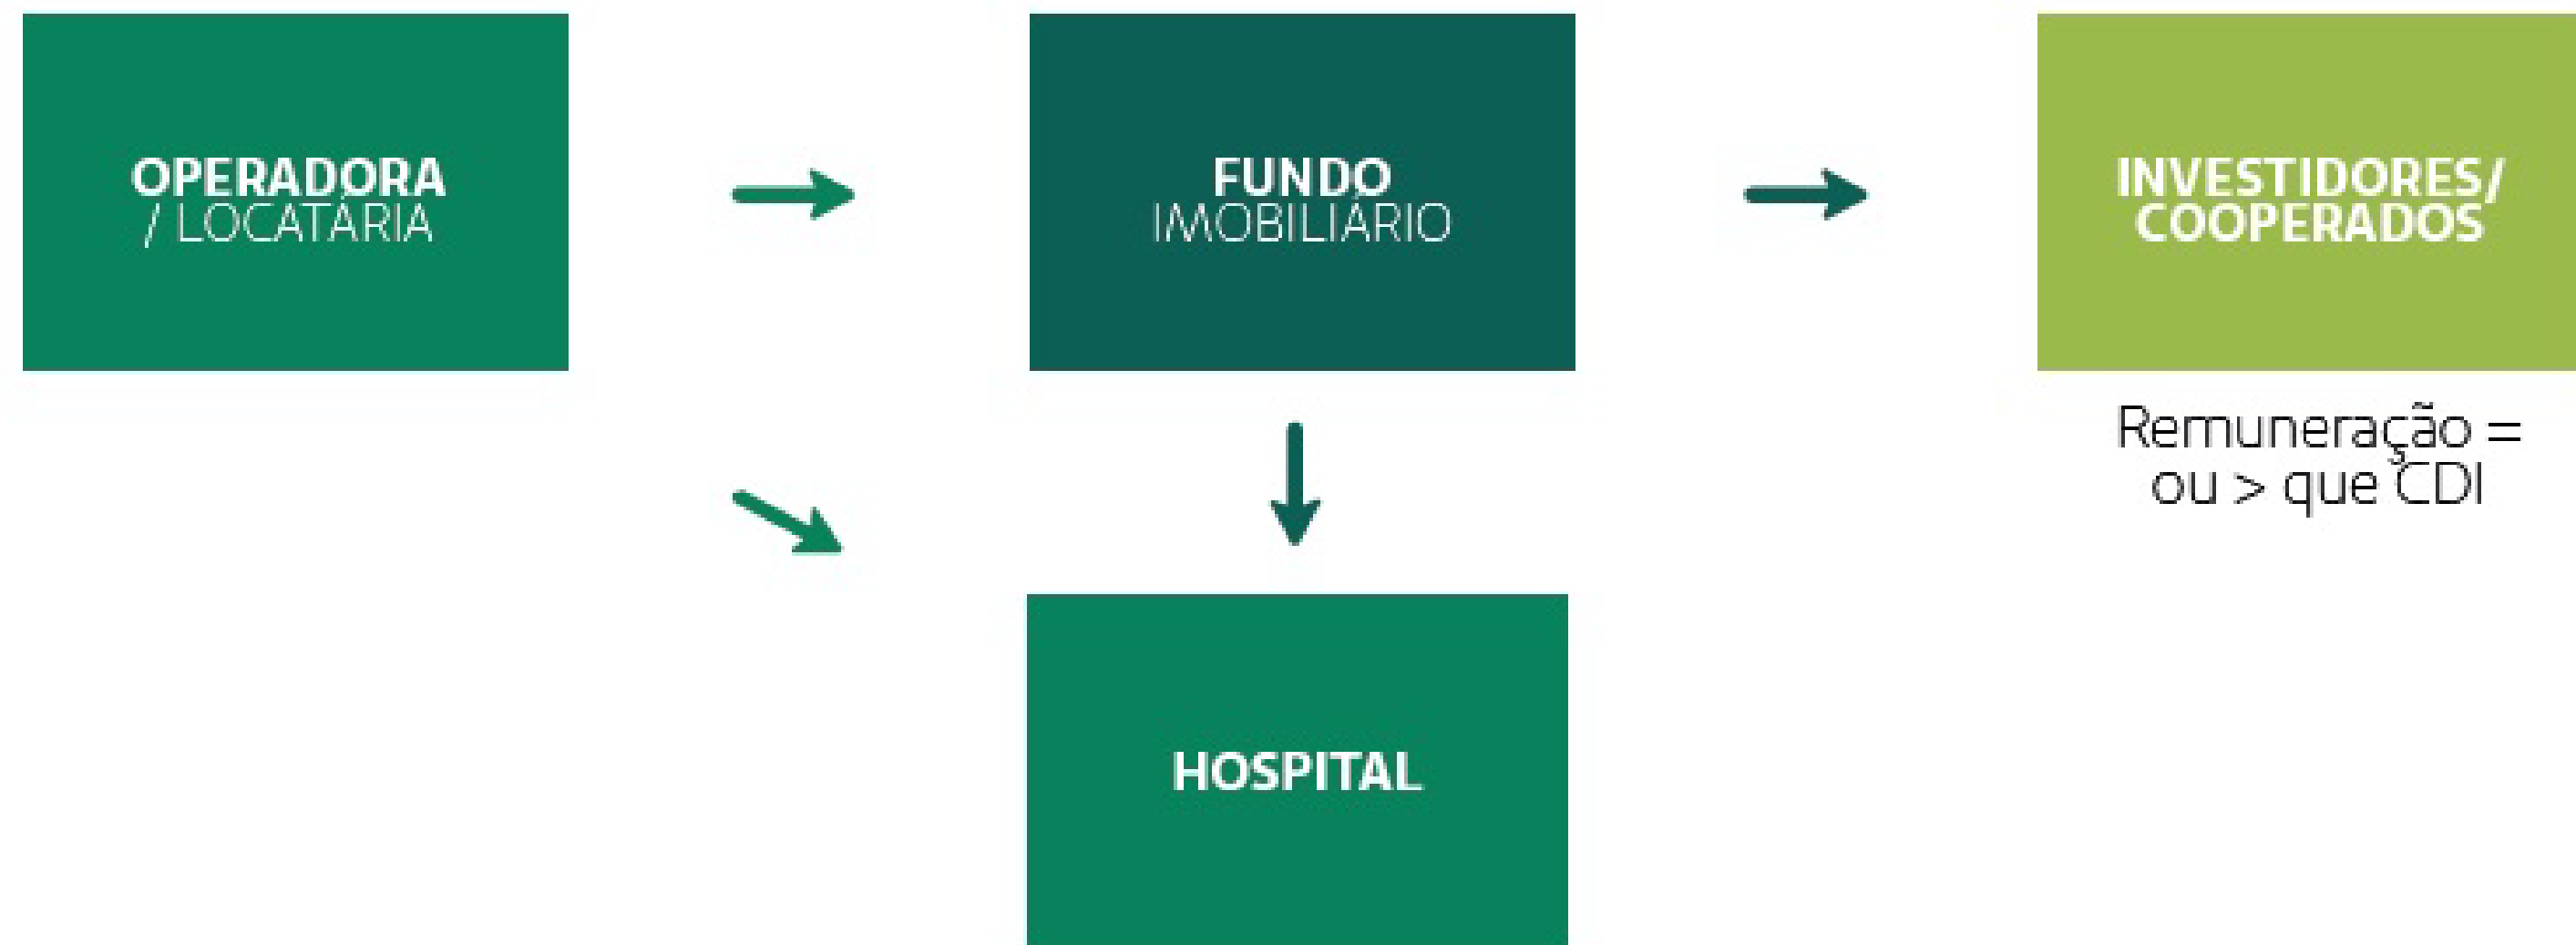 OPERADORA
/ LOCATÁRIA
FUNDO
IMOBILIÁRIO
INVESTIDORES/
COOPERADOS
Remuneração =
ou > que CDI
HOSPITAL